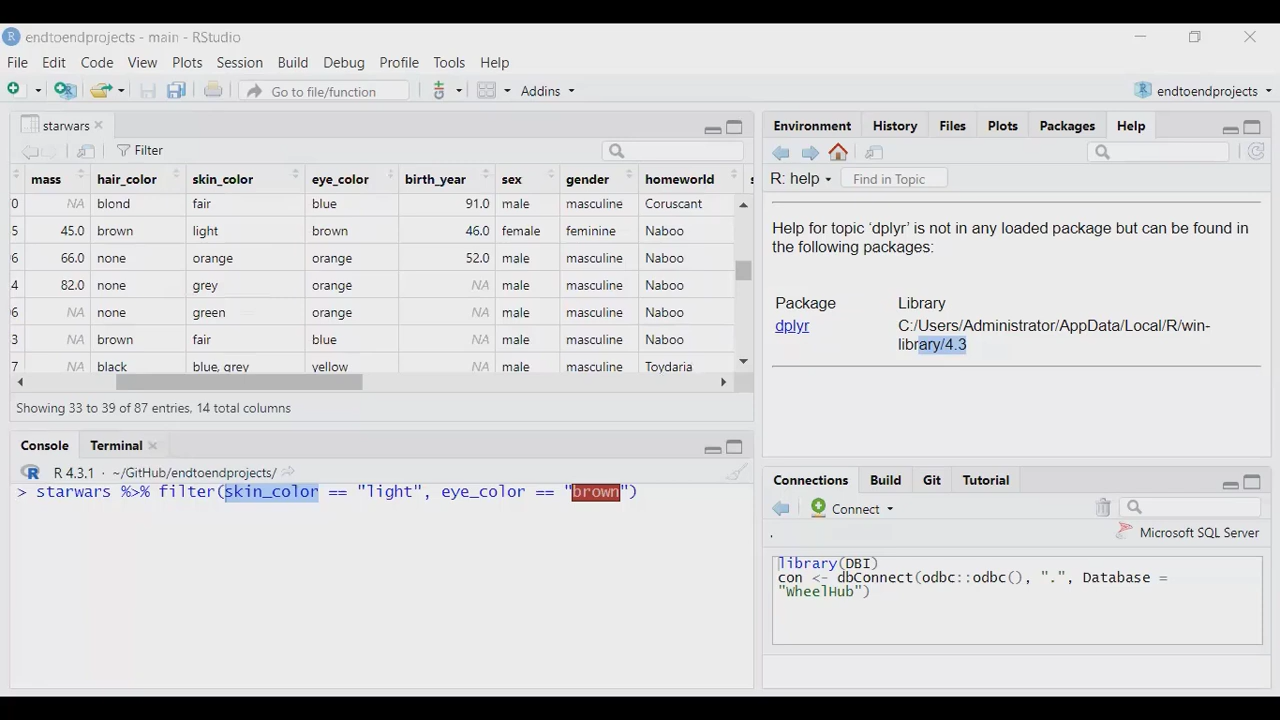 endtoendprojects - main - RStudio
File Edit Code View Plots Session Build Debug Profile Tools Help
Go to file/function Addins endtoendprojects
starwars
Filter
mass hair_color skin_color eye_color birth_year sex gender homeworld s
0 NA blond fair blue 91.0 male masculine Coruscant
5 45.0 brown light brown 46.0 female feminine Naboo
6 66.0 none orange orange 52.0 male masculine Naboo
4 82.0 none grey orange NA male masculine Naboo
6 NA none green orange NA male masculine Naboo
3 NA brown fair blue NA male masculine Naboo
7 NA black blue, grey yellow NA male masculine Toydaria
Showing 33 to 39 of 87 entries, 14 total columns
Console Terminal
R 4.3.1 · ~/GitHub/endtoendprojects/
> starwars %>% filter(skin_color == "light", eye_color == "brown")
Environment History Files Plots Packages Help
R: help Find in Topic
Help for topic ‘dplyr’ is not in any loaded package but can be found in
the following packages:
Package Library
dplyr C:/Users/Administrator/AppData/Local/R/win-
library/4.3
Connections Build Git Tutorial
Connect
. Microsoft SQL Server
library(DBI)
con <- dbConnect(odbc::odbc(), ".", Database =
"WheelHub")